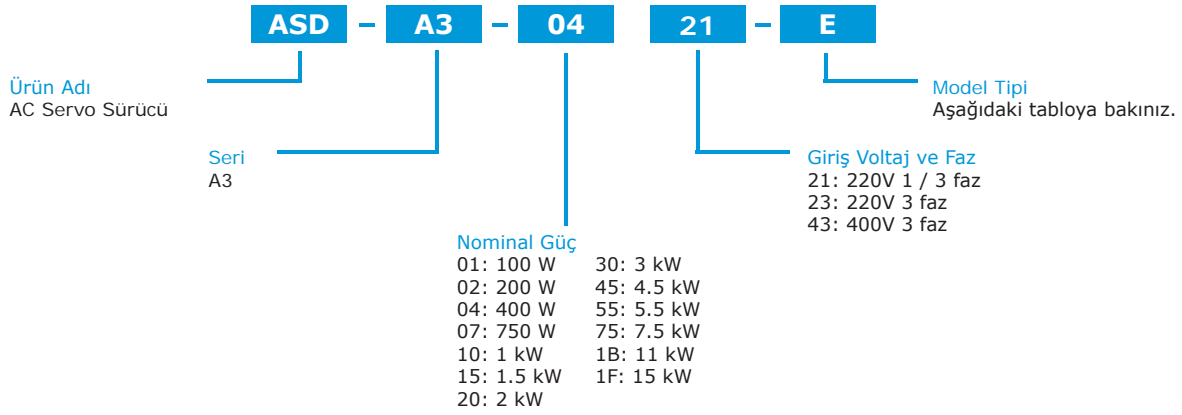 ASD - A3 - 04 21 - E
Ürün Adı
AC Servo Sürücü
Model Tipi
Aşağıdaki tabloya bakınız.
Seri
A3
Giriş Voltaj ve Faz
21: 220V 1 / 3 faz
23: 220V 3 faz
43: 400V 3 faz
Nominal Güç
01: 100 W 30: 3 kW
02: 200 W 45: 4.5 kW
04: 400 W 55: 5.5 kW
07: 750 W 75: 7.5 kW
10: 1 kW 1B: 11 kW
15: 1.5 kW 1F: 15 kW
20: 2 kW